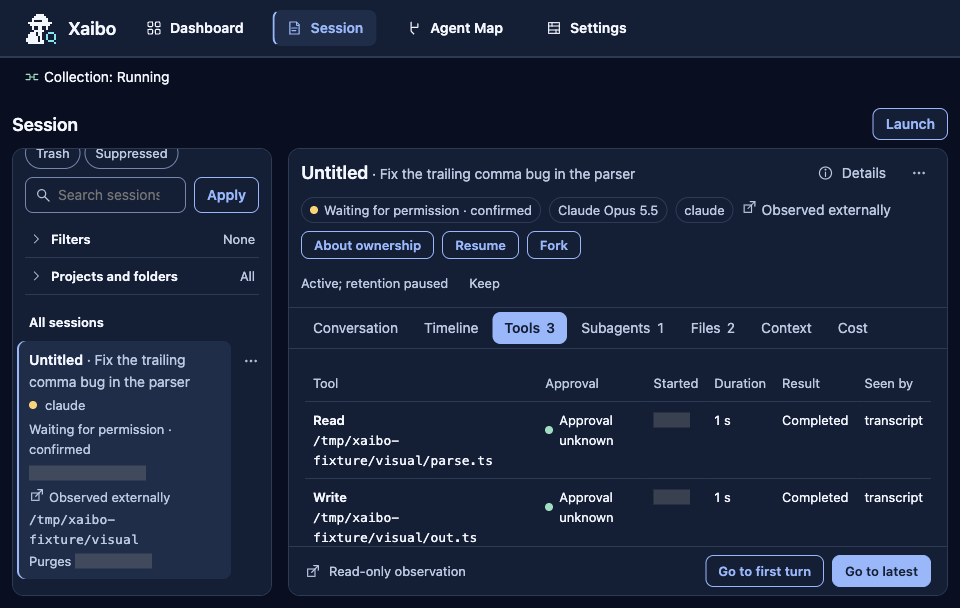 Xaibo Dashboard Session Agent Map Settings
Collection: Running
Session
Launch
Trash Suppressed
Search sessions Apply
Filters None
Projects and folders All
All sessions
Untitled · Fix the trailing
comma bug in the parser
claude
Waiting for permission ·
confirmed
Observed externally
/tmp/xaibo-
fixture/visual
Purges
Untitled · Fix the trailing comma bug in the parser
Details
Waiting for permission · confirmed Claude Opus 5.5 claude Observed externally
About ownership Resume Fork
Active; retention paused Keep
Conversation Timeline Tools 3 Subagents 1 Files 2 Context Cost
Tool Approval Started Duration Result Seen by
Read
/tmp/xaibo-
fixture/visual/parse.ts
Approval
unknown
1 s Completed transcript
Write
/tmp/xaibo-
fixture/visual/out.ts
Approval
unknown
1 s Completed transcript
Read-only observation Go to first turn Go to latest